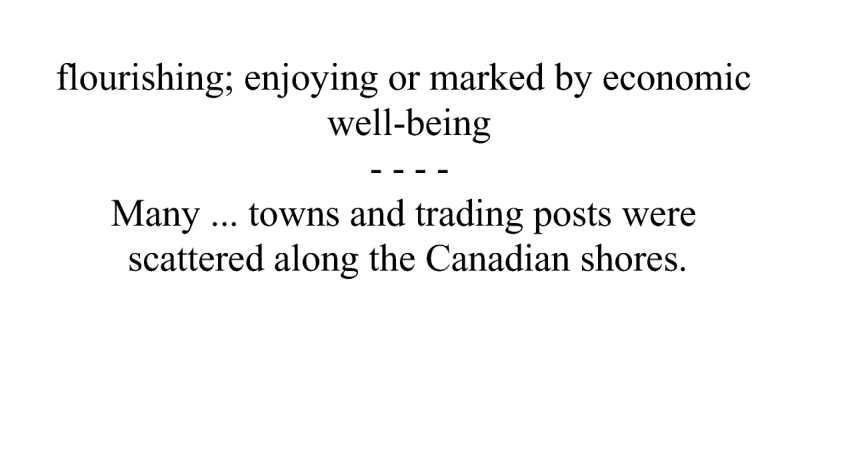 flourishing; enjoying or marked by economic
well-being
- - - -
Many ... towns and trading posts were
scattered along the Canadian shores.